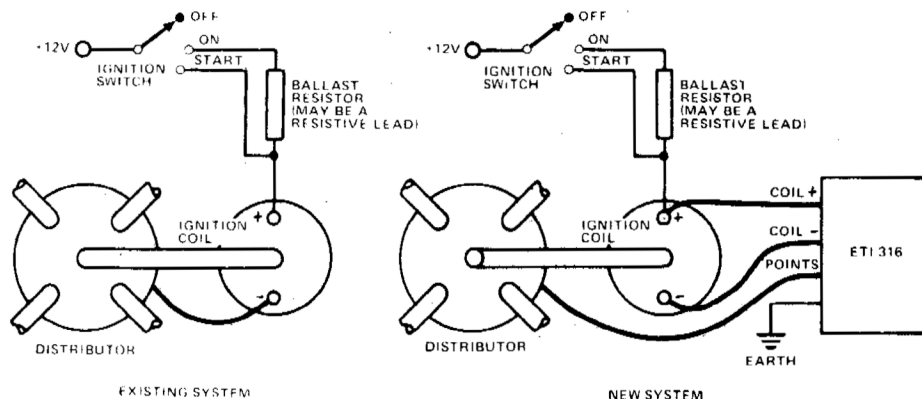 OFF
+12V
ON
START
IGNITION
SWITCH
BALLAST
RESISTOR
(MAY BE A
RESISTIVE LEAD)
+
IGNITION
COIL
-
DISTRIBUTOR
EXISTING SYSTEM
OFF
+12V
ON
START
IGNITION
SWITCH
BALLAST
RESISTOR
(MAY BE A
RESISTIVE LEAD)
+
IGNITION
COIL
-
COIL +
COIL -
POINTS
ETI 316
EARTH
DISTRIBUTOR
NEW SYSTEM